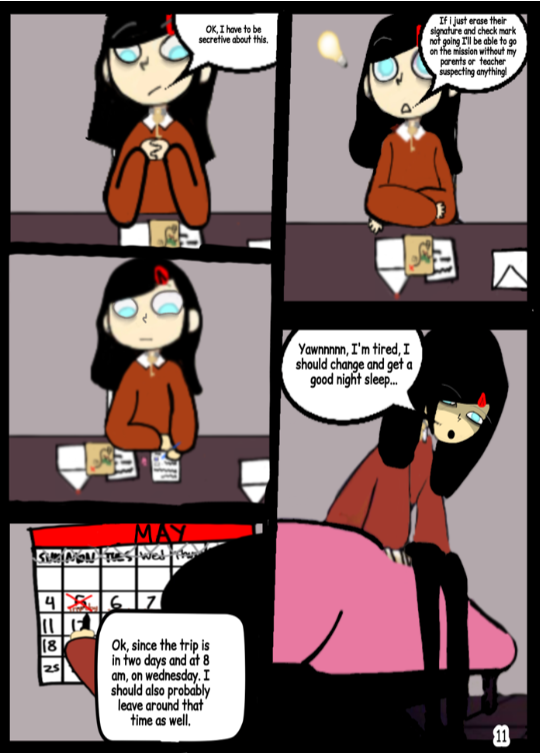 OK, I have to be
secretive about this.
If i just erase their
signature and check mark
not going I'll be able to go
on the mission without my
parents or teacher
suspecting anything!
Yawnnnnn, I'm tired, I
should change and get a
good night sleep...
MAY
SUN MON TUES Wed Thur
4 5 6 7
11
18
25
Ok, since the trip is
in two days and at 8
am, on wednesday. I
should also probably
leave around that
time as well.
11